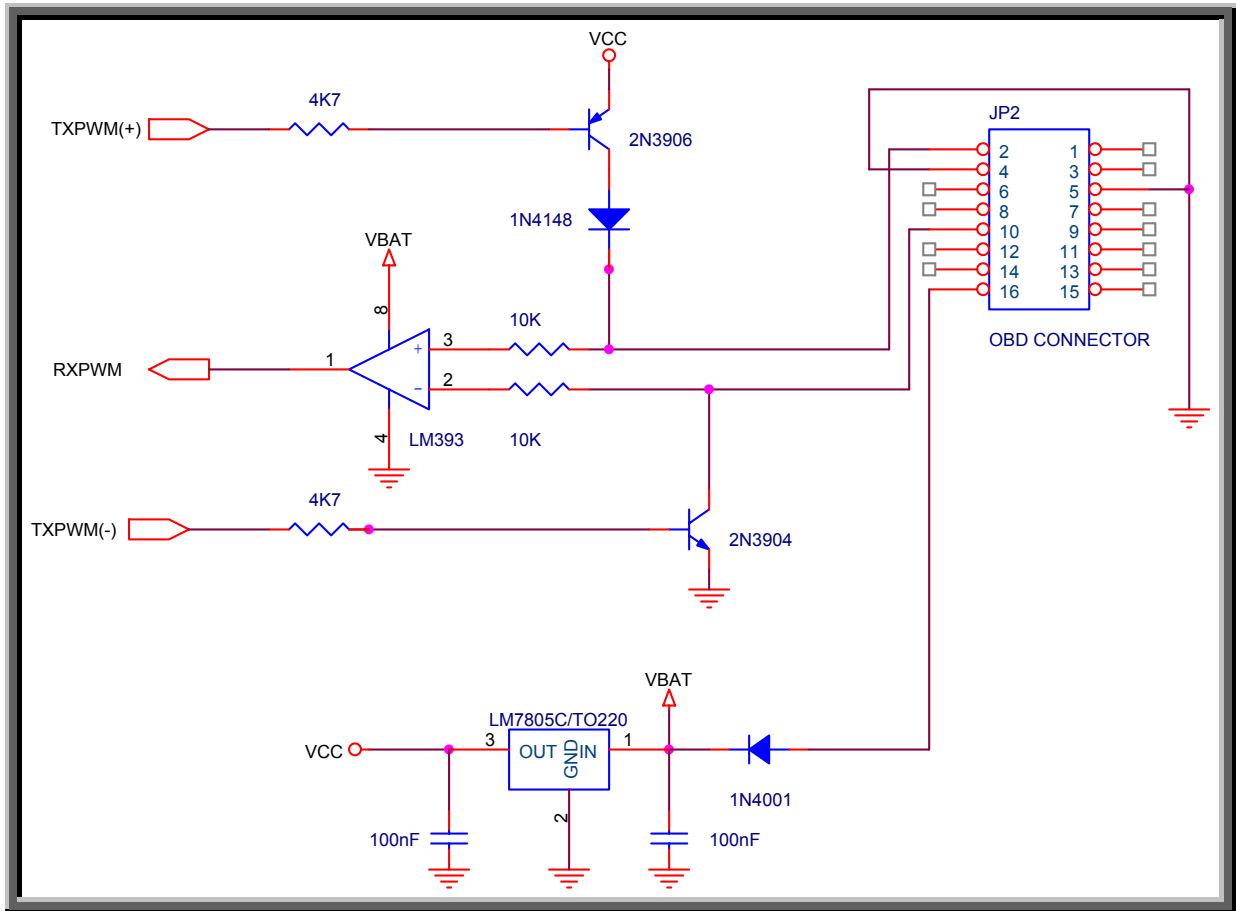 VCC
4K7
TXPWM(+)
2N3906
JP2
2 1
4 3
6 5
8 7
10 9
12 11
14 13
16 15
OBD CONNECTOR
1N4148
VBAT
8
10K
3
+
1
RXPWM
2
−
4
LM393
10K
4K7
TXPWM(-)
2N3904
VBAT
LM7805C/TO220
VCC
3
OUT
GND
IN
1
2
1N4001
100nF
100nF